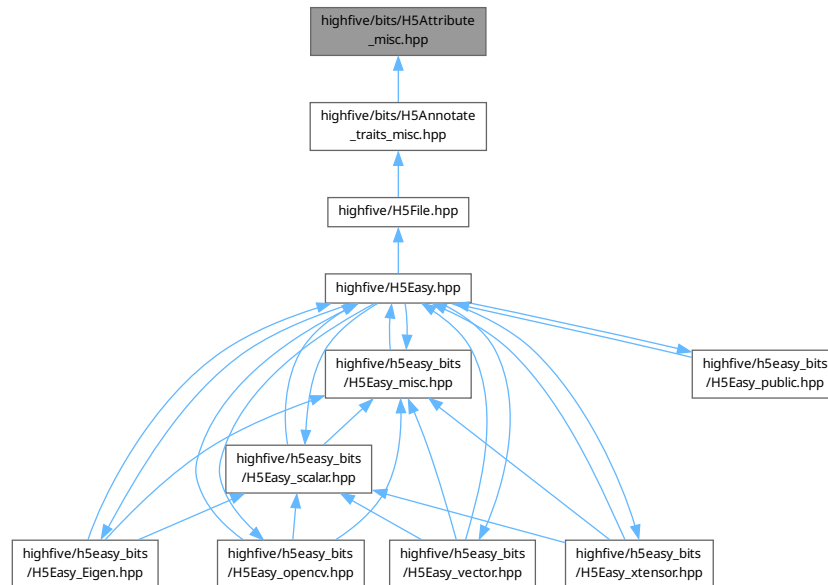 highfive/bits/H5Attribute
_misc.hpp
highfive/bits/H5Annotate
_traits_misc.hpp
highfive/H5File.hpp
highfive/H5Easy.hpp
highfive/h5easy_bits
/H5Easy_misc.hpp
highfive/h5easy_bits
/H5Easy_public.hpp
highfive/h5easy_bits
/H5Easy_scalar.hpp
highfive/h5easy_bits
/H5Easy_Eigen.hpp
highfive/h5easy_bits
/H5Easy_opencv.hpp
highfive/h5easy_bits
/H5Easy_vector.hpp
highfive/h5easy_bits
/H5Easy_xtensor.hpp